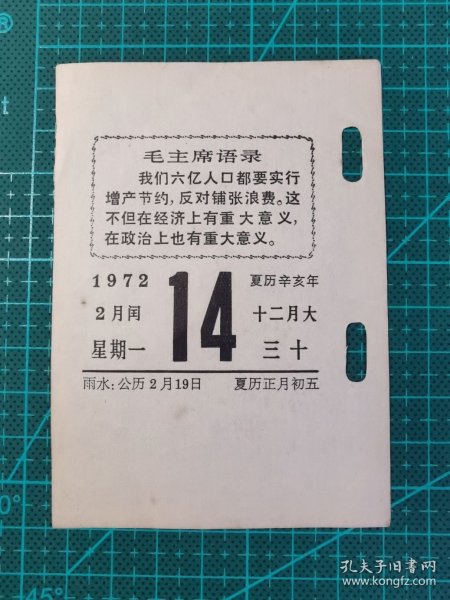 毛主席语录
我们六亿人口都要实行
增产节约，反对铺张浪费。这
不但在经济上有重大意义，
在政治上也有重大意义。
1972 14 夏历辛亥年
2月闰 十二月大
星期一 三十
雨水：公历2月19日 夏历正月初五
0°
45°
孔夫子旧书网
www.kongfz.com